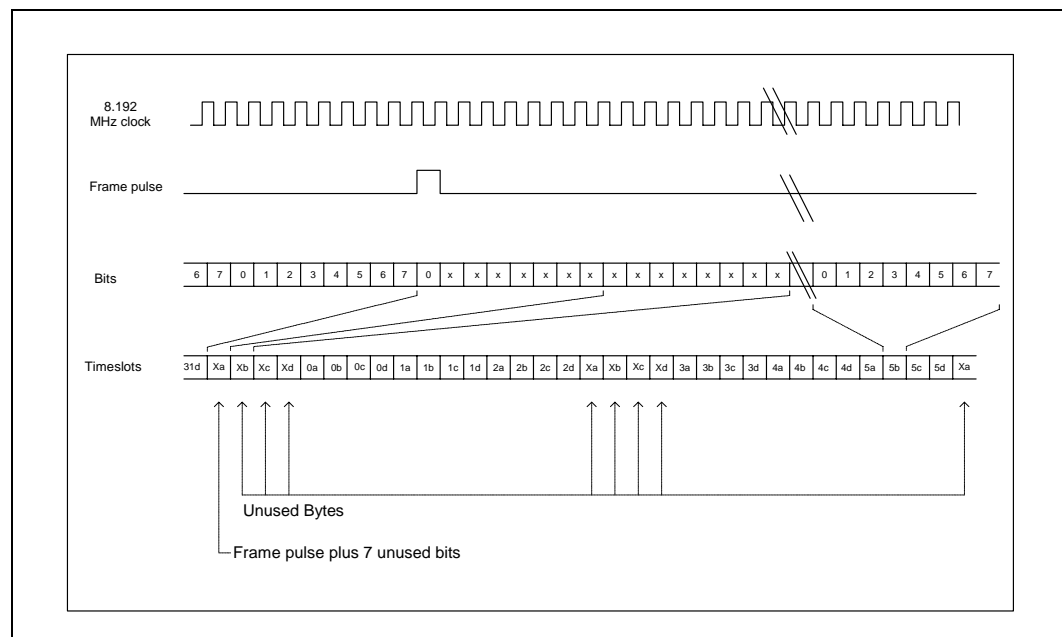 8.192
MHz clock
Frame pulse
Bits 6 7 0 1 2 3 4 5 6 7 0 x x x x x x x x x x x x x x x 0 1 2 3 4 5 6 7
Timeslots 31d Xa Xb Xc Xd 0a 0b 0c 0d 1a 1b 1c 1d 2a 2b 2c 2d Xa Xb Xc Xd 3a 3b 3c 3d 4a 4b 4c 4d 5a 5b 5c 5d Xa
Unused Bytes
Frame pulse plus 7 unused bits